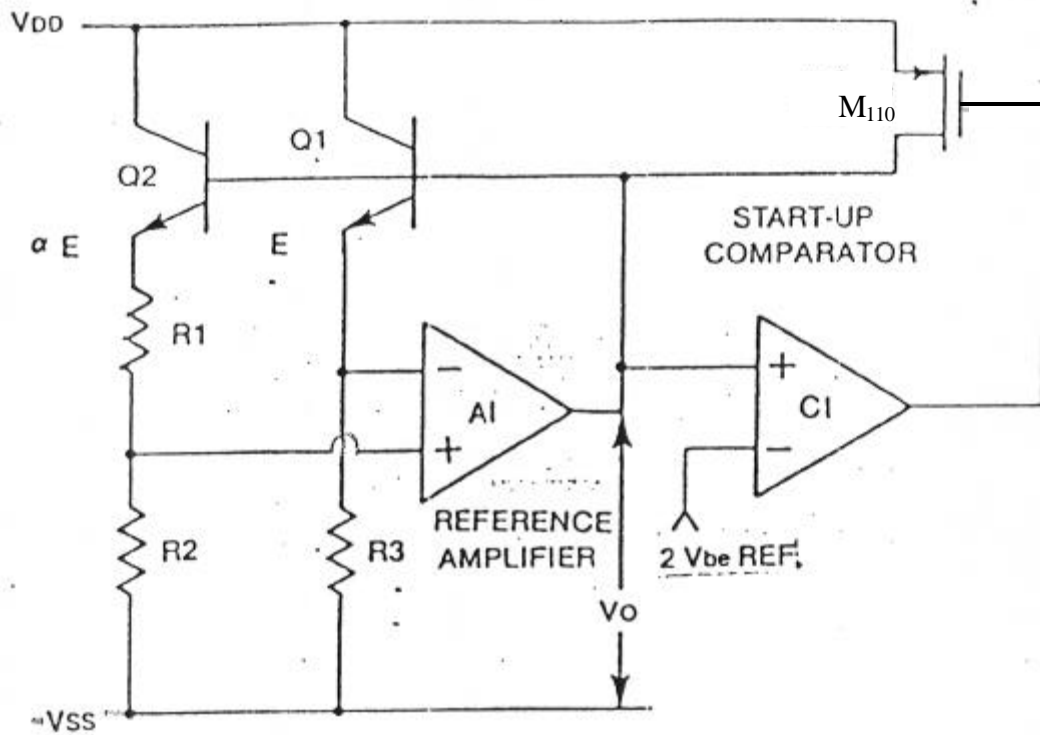 VDD
M110
Q1
Q2
α E
E
START-UP
COMPARATOR
R1
−
+
AI
+
−
CI
R2
R3
REFERENCE
AMPLIFIER
2 Vbe REF.
Vo
-VSS